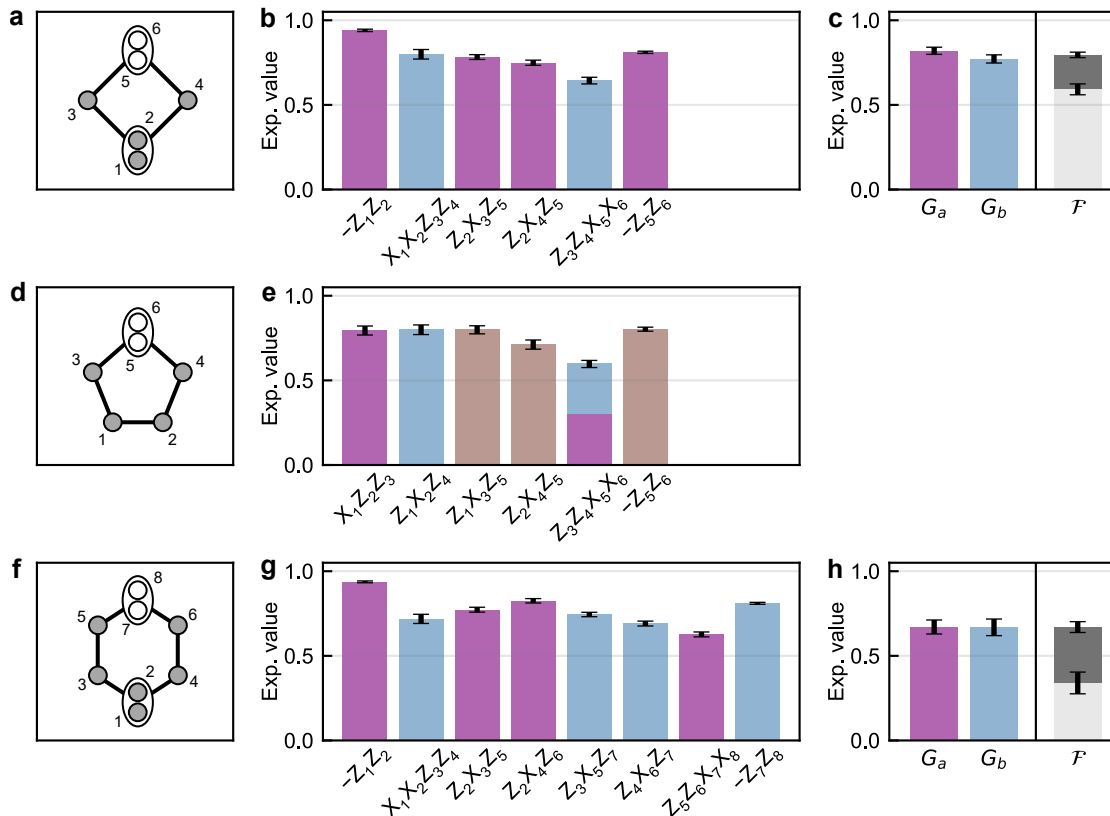 a
6
5
3
4
2
1
b
Exp. value
1.0
0.5
0.0
−Z₁Z₂
X₁X₂Z₃Z₄
Z₂X₃Z₅
Z₂X₄Z₅
Z₃Z₄X₅X₆
−Z₅Z₆
c
Exp. value
1.0
0.5
0.0
Gₐ
G_b
ℱ
d
6
5
3
4
1
2
e
Exp. value
1.0
0.5
0.0
X₁Z₂Z₃
Z₁X₂Z₄
Z₁X₃Z₅
Z₂X₄Z₅
Z₃Z₄X₅X₆
−Z₅Z₆
f
8
7
5
6
3
4
2
1
g
Exp. value
1.0
0.5
0.0
−Z₁Z₂
X₁X₂Z₃Z₄
Z₂X₃Z₅
Z₂X₄Z₆
Z₃X₅Z₇
Z₄X₆Z₇
Z₅Z₆X₇X₈
−Z₇Z₈
h
Exp. value
1.0
0.5
0.0
Gₐ
G_b
ℱ